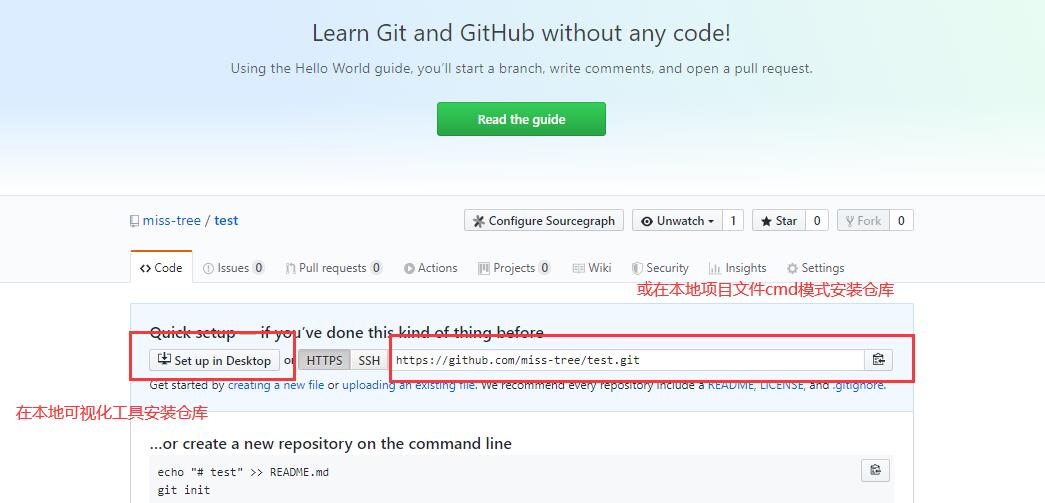 Learn Git and GitHub without any code!
Using the Hello World guide, you’ll start a branch, write comments, and open a pull request.
Read the guide
miss-tree / test
Configure Sourcegraph Unwatch 1 Star 0 Fork 0
Code Issues 0 Pull requests 0 Actions Projects 0 Wiki Security Insights Settings
或在本地项目文件cmd模式安装仓库
Quick setup — if you’ve done this kind of thing before
Set up in Desktop or HTTPS SSH https://github.com/miss-tree/test.git
Get started by creating a new file or uploading an existing file. We recommend every repository include a README, LICENSE, and .gitignore.
在本地可视化工具安装仓库
…or create a new repository on the command line
echo "# test" >> README.md
git init